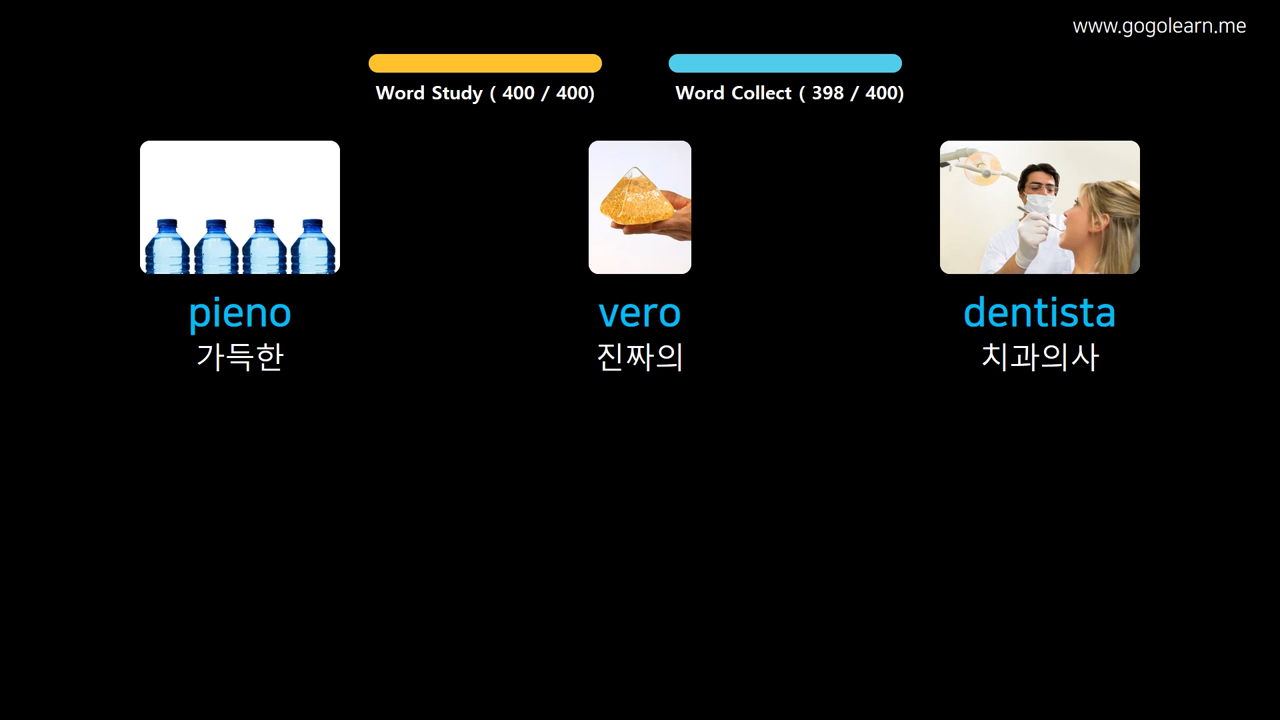 www.gogolearn.me
Word Study ( 400 / 400)
Word Collect ( 398 / 400)
pieno
가득한
vero
진짜의
dentista
치과의사